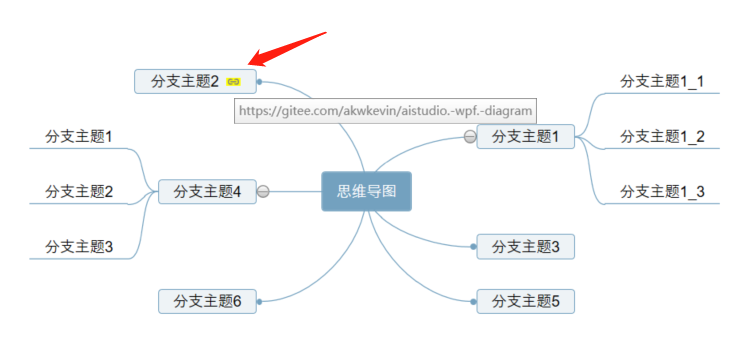 分支主题2
https://gitee.com/akwkevin/aistudio.-wpf.-diagram
分支主题1_1
分支主题1
分支主题1_2
分支主题1_3
分支主题1
分支主题2
分支主题3
分支主题4
思维导图
分支主题3
分支主题6
分支主题5